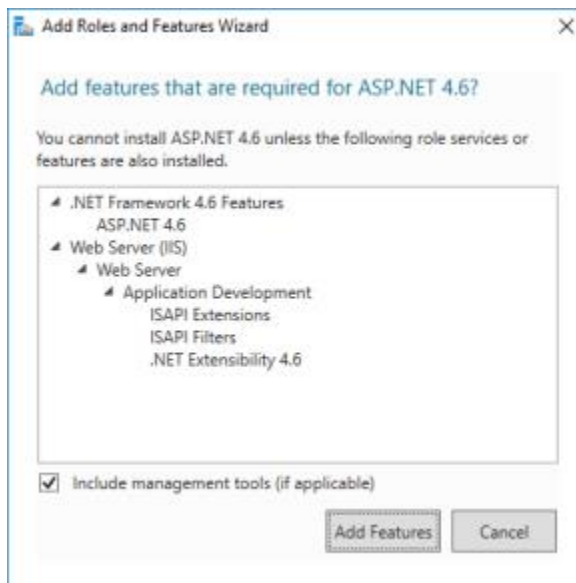 Add Roles and Features Wizard
Add features that are required for ASP.NET 4.6?
You cannot install ASP.NET 4.6 unless the following role services or
features are also installed.
.NET Framework 4.6 Features
ASP.NET 4.6
Web Server (IIS)
Web Server
Application Development
ISAPI Extensions
ISAPI Filters
.NET Extensibility 4.6
Include management tools (if applicable)
Add Features Cancel